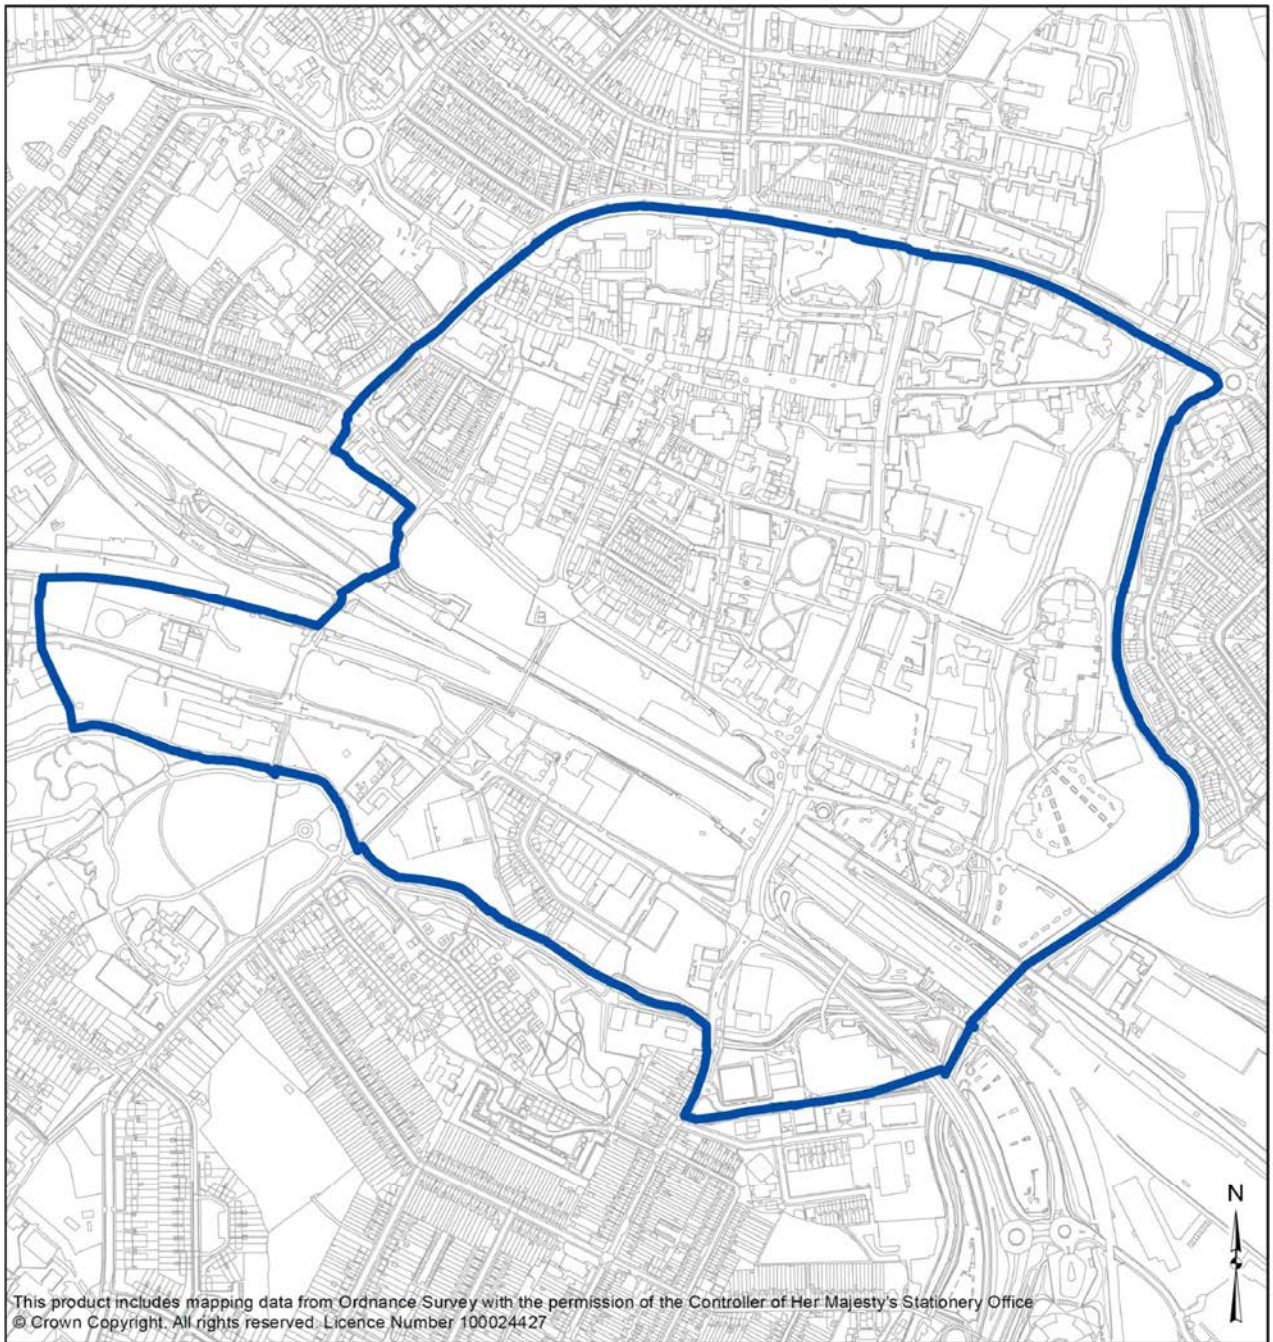 N
This product includes mapping data from Ordnance Survey with the permission of the Controller of Her Majesty's Stationery Office
© Crown Copyright. All rights reserved. Licence Number 100024427